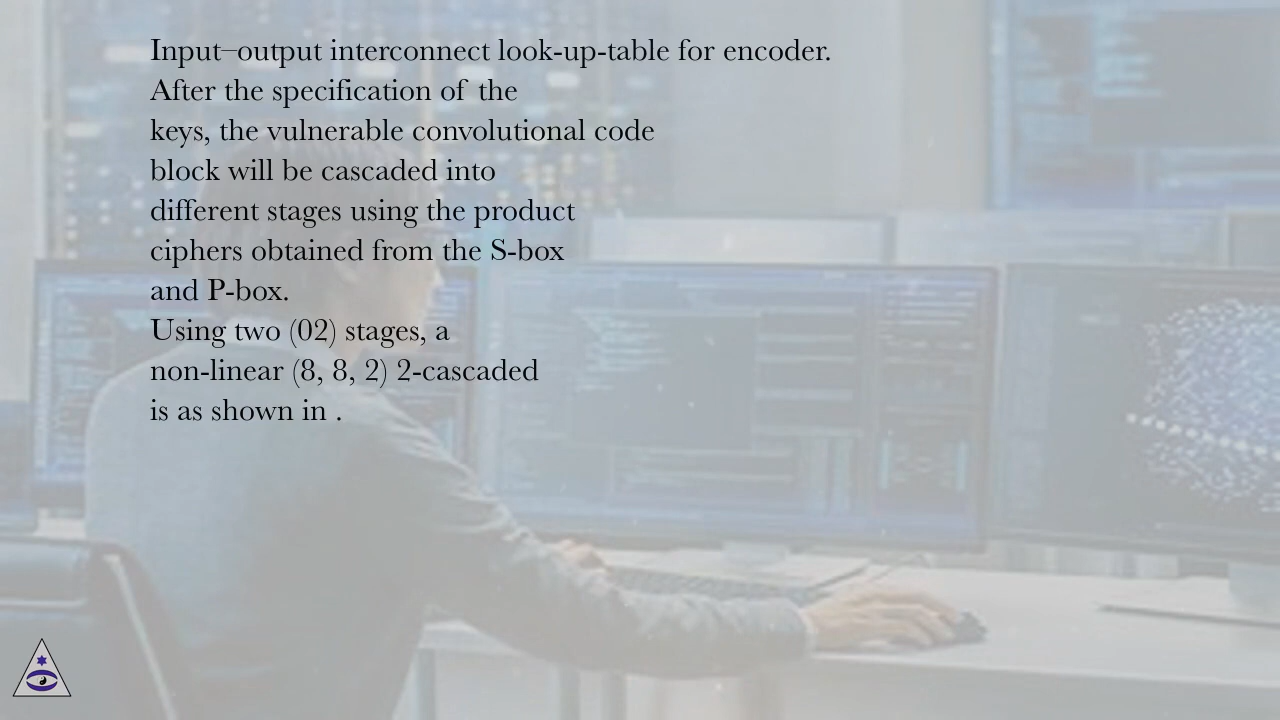 Input–output interconnect look-up-table for encoder.
After the specification of the
keys, the vulnerable convolutional code
block will be cascaded into
different stages using the product
ciphers obtained from the S-box
and P-box.
Using two (02) stages, a
non-linear (8, 8, 2) 2-cascaded
is as shown in .